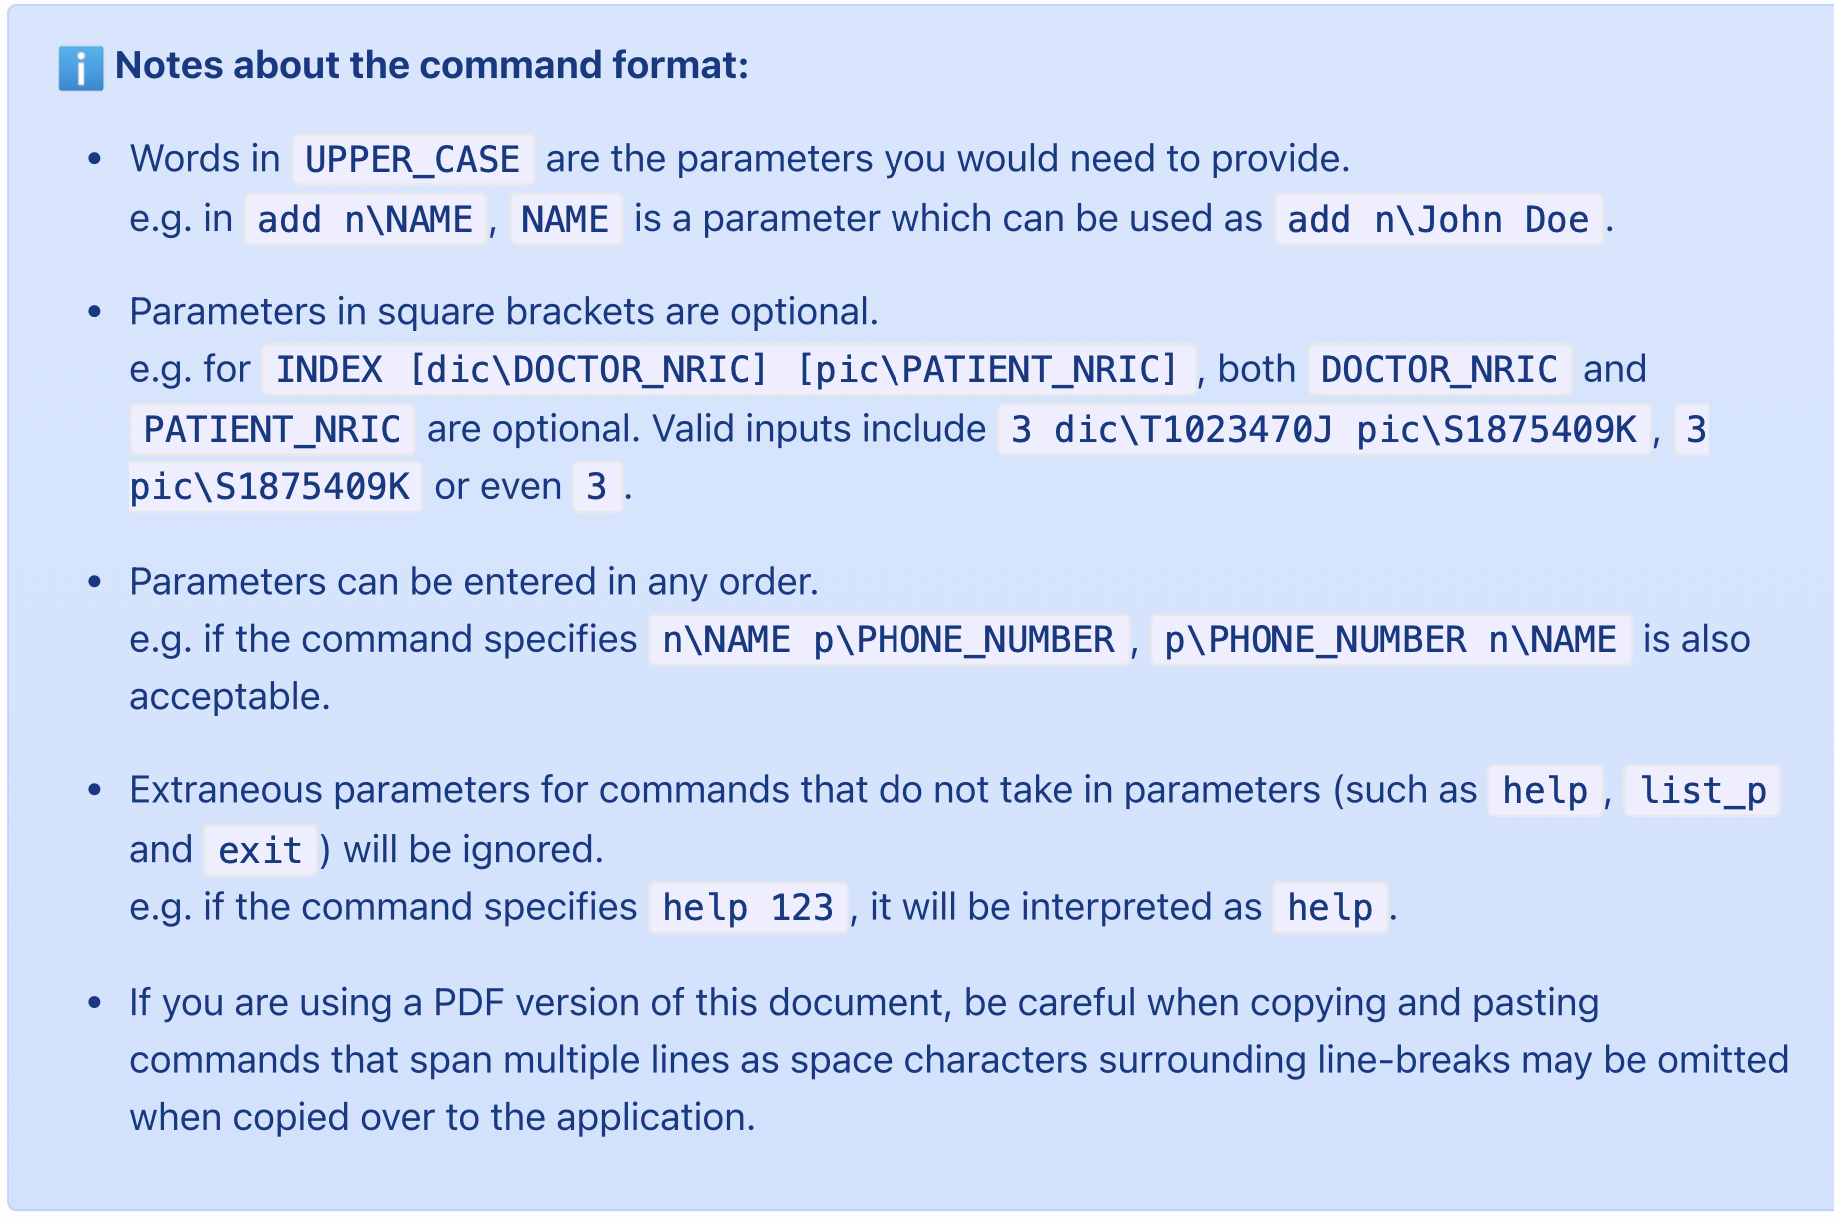 ℹ️ Notes about the command format:
• Words in UPPER_CASE are the parameters you would need to provide.
e.g. in add n\NAME, NAME is a parameter which can be used as add n\John Doe.
• Parameters in square brackets are optional.
e.g. for INDEX [dic\DOCTOR_NRIC] [pic\PATIENT_NRIC], both DOCTOR_NRIC and
PATIENT_NRIC are optional. Valid inputs include 3 dic\T1023470J pic\S1875409K, 3
pic\S1875409K or even 3.
• Parameters can be entered in any order.
e.g. if the command specifies n\NAME p\PHONE_NUMBER, p\PHONE_NUMBER n\NAME is also
acceptable.
• Extraneous parameters for commands that do not take in parameters (such as help, list_p
and exit) will be ignored.
e.g. if the command specifies help 123, it will be interpreted as help.
• If you are using a PDF version of this document, be careful when copying and pasting
commands that span multiple lines as space characters surrounding line-breaks may be omitted
when copied over to the application.